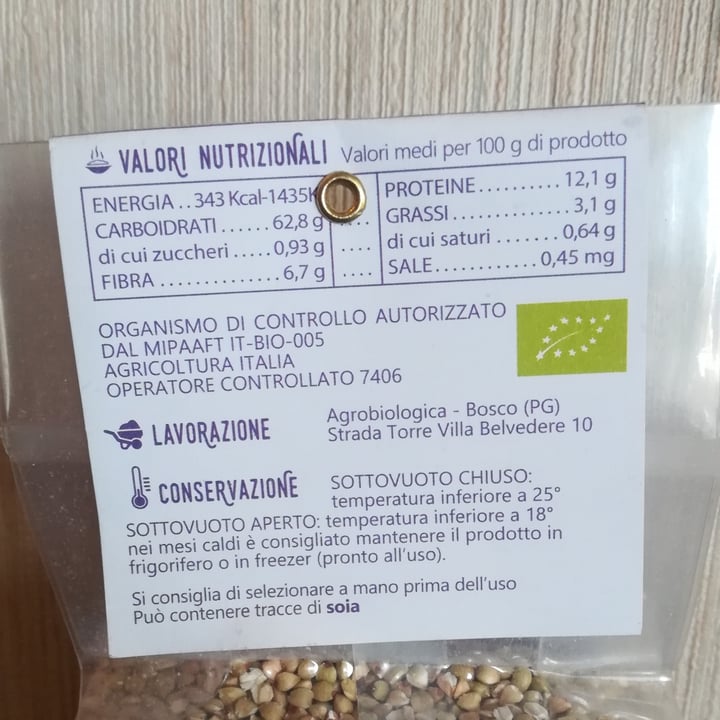 VALORI NUTRIZIONALI Valori medi per 100 g di prodotto
ENERGIA ..343 Kcal-1435K
CARBOIDRATI ......62,8 g
di cui zuccheri .....0,93 g
FIBRA .............6,7 g
PROTEINE..........12,1 g
GRASSI.............3,1 g
di cui saturi .......0,64 g
SALE............0,45 mg
ORGANISMO DI CONTROLLO AUTORIZZATO
DAL MIPAAFT IT-BIO-005
AGRICOLTURA ITALIA
OPERATORE CONTROLLATO 7406
LAVORAZIONE
Agrobiologica - Bosco (PG)
Strada Torre Villa Belvedere 10
CONSERVAZIONE
SOTTOVUOTO CHIUSO:
temperatura inferiore a 25°
SOTTOVUOTO APERTO: temperatura inferiore a 18°
nei mesi caldi è consigliato mantenere il prodotto in
frigorifero o in freezer (pronto all'uso).
Si consiglia di selezionare a mano prima dell'uso
Può contenere tracce di soia